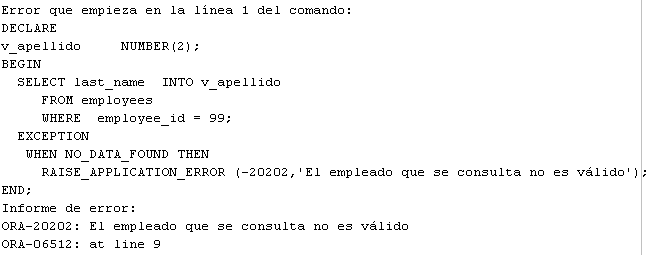 Error que empieza en la línea 1 del comando:
DECLARE
v_apellido     NUMBER(2);
BEGIN
  SELECT last_name  INTO v_apellido
     FROM employees
     WHERE  employee_id = 99;
  EXCEPTION
   WHEN NO_DATA_FOUND THEN
     RAISE_APPLICATION_ERROR (-20202,'El empleado que se consulta no es válido');
END;
Informe de error:
ORA-20202: El empleado que se consulta no es válido
ORA-06512: at line 9